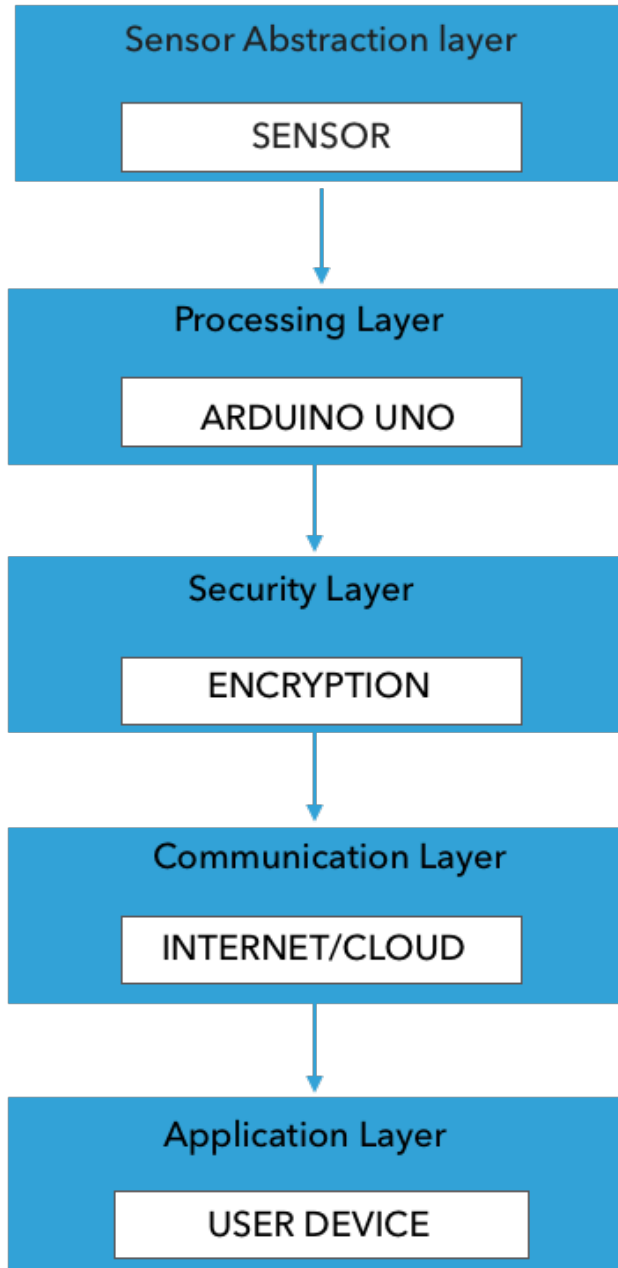 Sensor Abstraction layer
SENSOR
Processing Layer
ARDUINO UNO
Security Layer
ENCRYPTION
Communication Layer
INTERNET/CLOUD
Application Layer
USER DEVICE